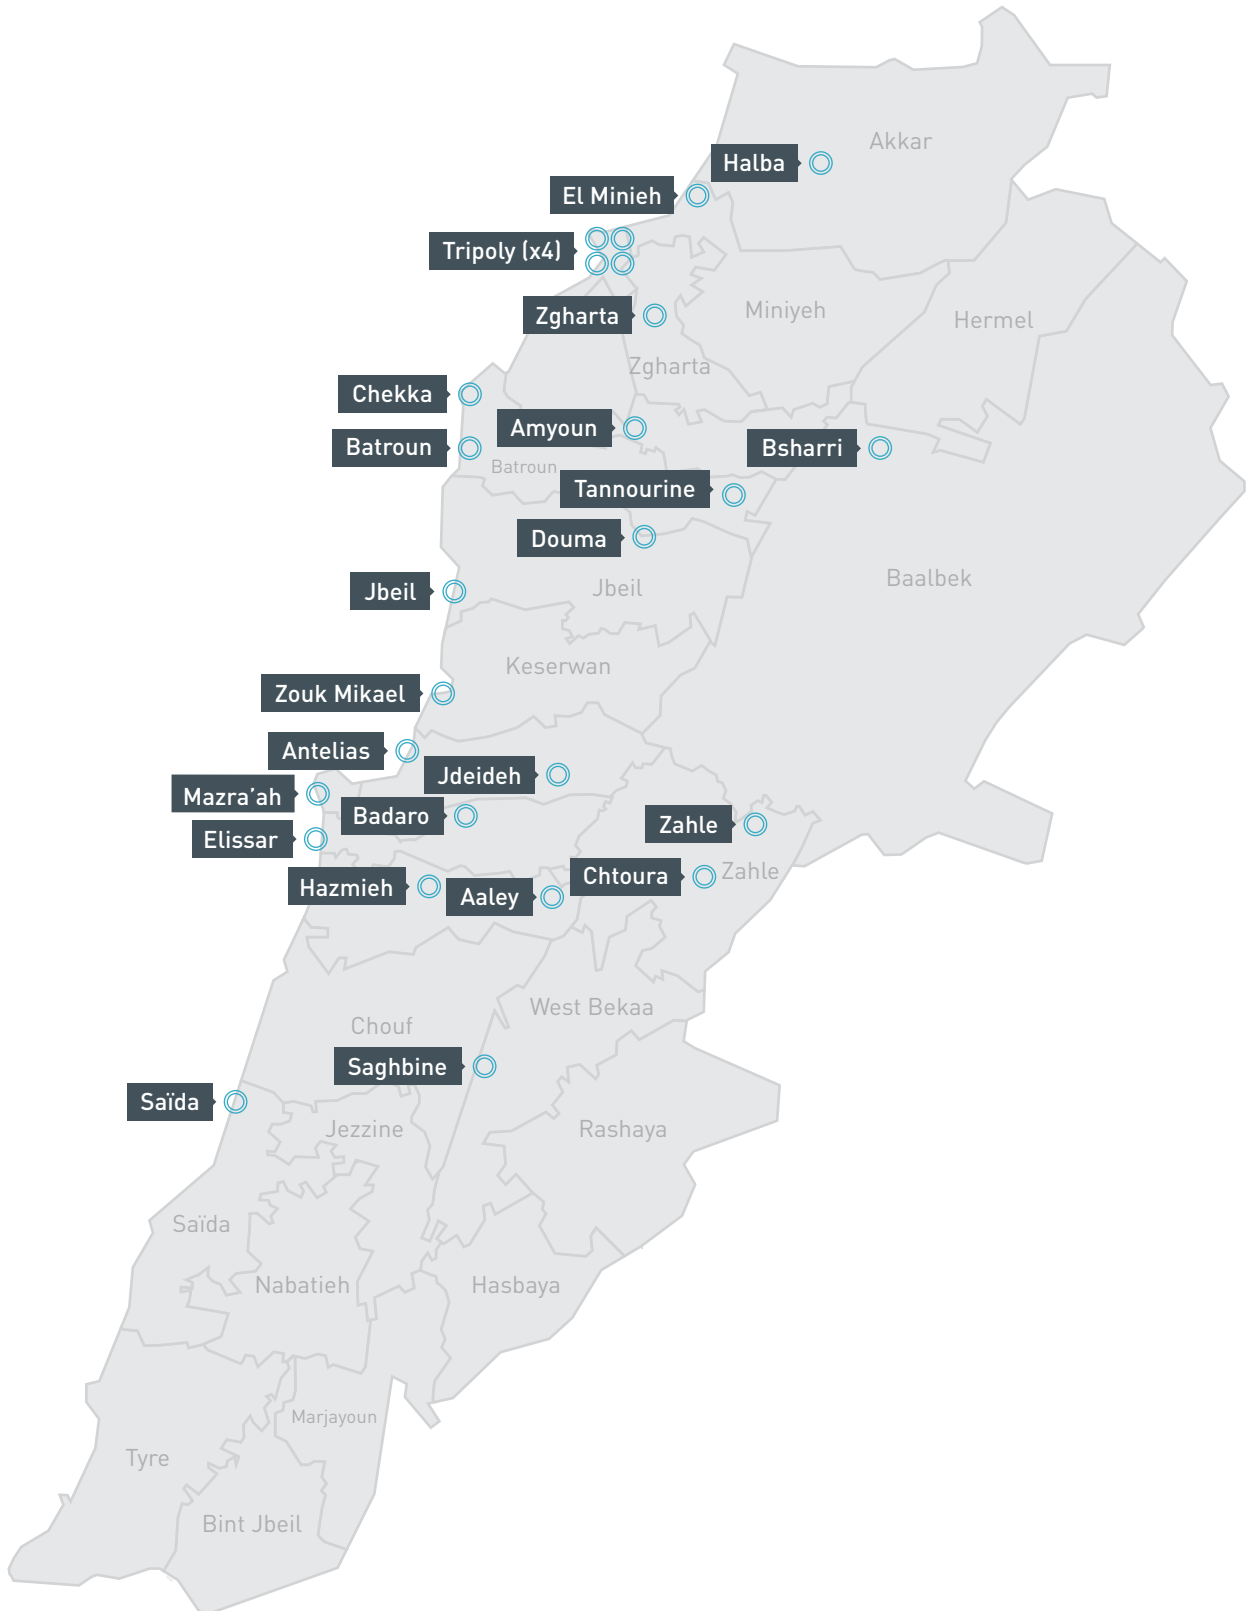 Akkar
Halba
El Minieh
Tripoly (x4)
Miniyeh
Zgharta
Hermel
Zgharta
Chekka
Amyoun
Batroun
Bsharri
Batroun
Tannourine
Douma
Baalbek
Jbeil
Jbeil
Keserwan
Zouk Mikael
Antelias
Jdeideh
Mazra’ah
Badaro
Zahle
Elissar
Zahle
Chtoura
Hazmieh
Aaley
West Bekaa
Chouf
Saghbine
Saïda
Jezzine
Rashaya
Saïda
Nabatieh
Hasbaya
Marjayoun
Tyre
Bint Jbeil